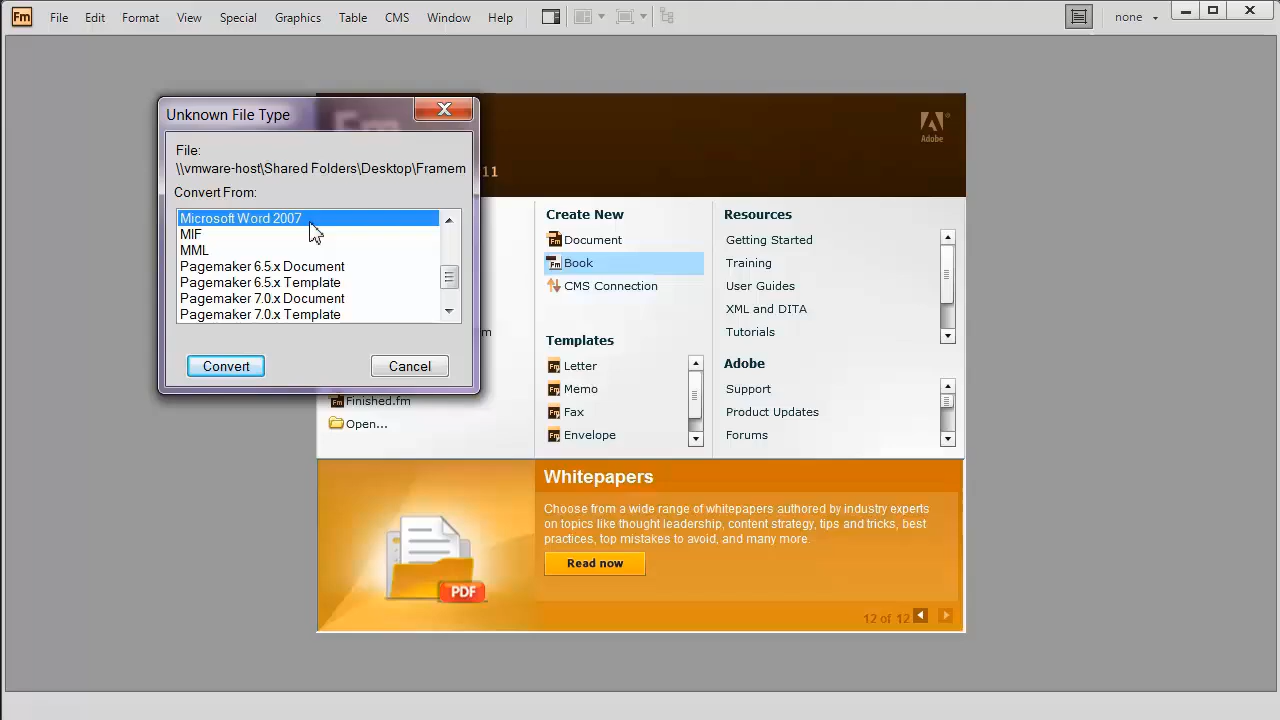 Fm File Edit Format View Special Graphics Table CMS Window Help none
Unknown File Type
File:
\\vmware-host\Shared Folders\Desktop\Framem
Convert From:
Microsoft Word 2007
MIF
MML
Pagemaker 6.5.x Document
Pagemaker 6.5.x Template
Pagemaker 7.0.x Document
Pagemaker 7.0.x Template
Convert Cancel
11
Adobe
m
Finished.fm
Open...
Create New
Document
Book
CMS Connection
Templates
Letter
Memo
Fax
Envelope
Resources
Getting Started
Training
User Guides
XML and DITA
Tutorials
Adobe
Support
Product Updates
Forums
Whitepapers
Choose from a wide range of whitepapers authored by industry experts
on topics like thought leadership, content strategy, tips and tricks, best
practices, top mistakes to avoid, and many more.
Read now
PDF
12 of 12